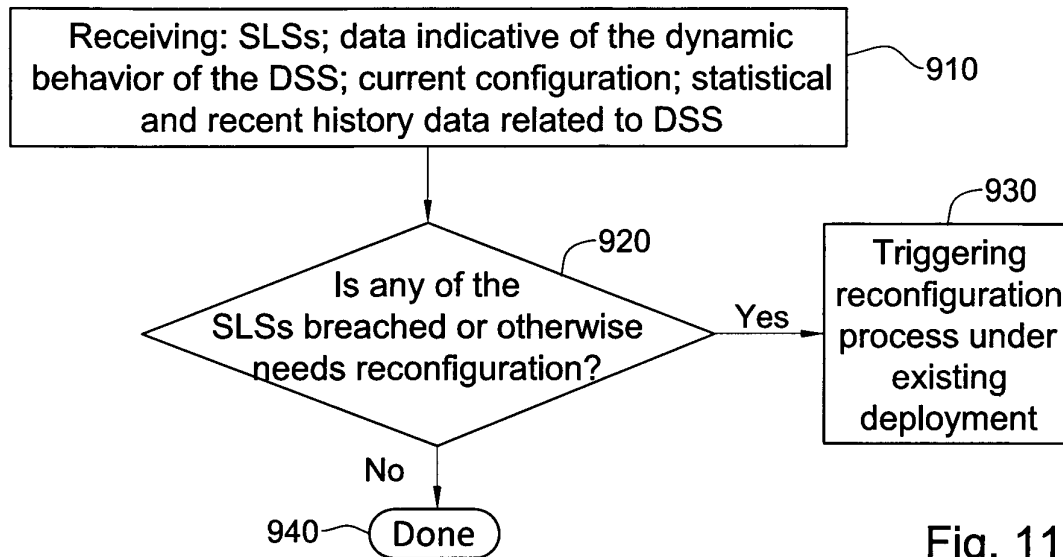 Receiving: SLSs; data indicative of the dynamic
behavior of the DSS; current configuration; statistical
and recent history data related to DSS
910
930
920
Is any of the
SLSs breached or otherwise
needs reconfiguration?
Yes
Triggering
reconfiguration
process under
existing
deployment
No
940
Done
Fig. 11